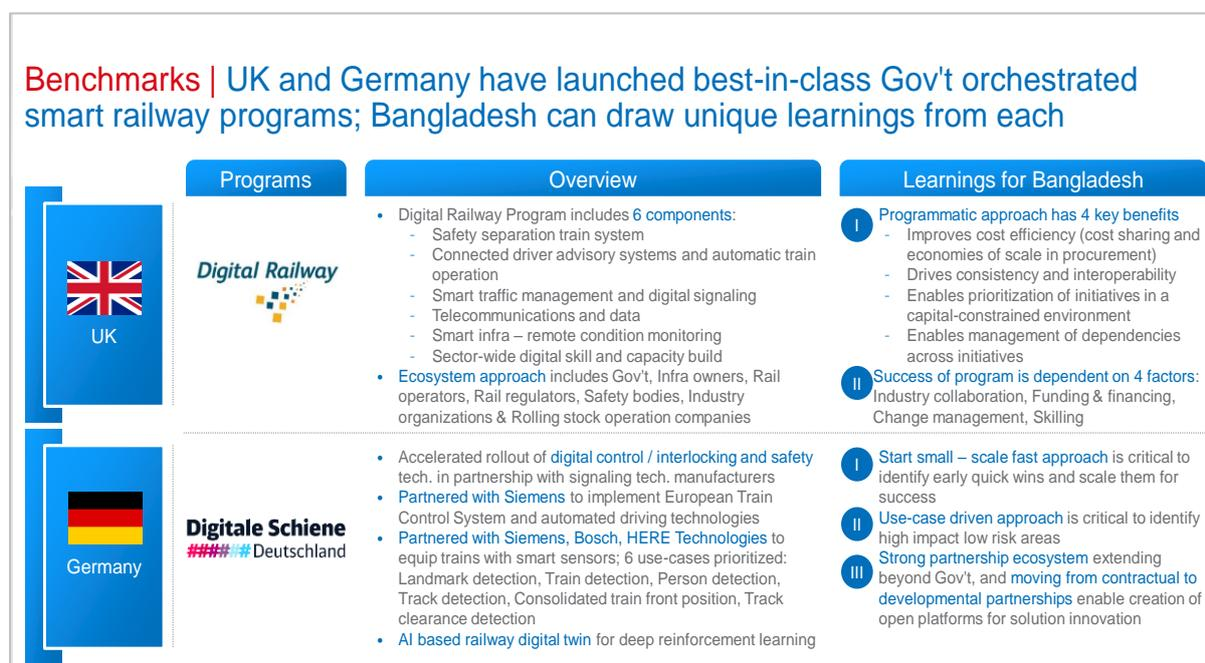 Benchmarks | UK and Germany have launched best-in-class Gov't orchestrated
smart railway programs; Bangladesh can draw unique learnings from each
Programs
Overview
Learnings for Bangladesh
UK
Digital Railway
• Digital Railway Program includes 6 components:
- Safety separation train system
- Connected driver advisory systems and automatic train
operation
- Smart traffic management and digital signaling
- Telecommunications and data
- Smart infra – remote condition monitoring
- Sector-wide digital skill and capacity build
• Ecosystem approach includes Gov't, Infra owners, Rail
operators, Rail regulators, Safety bodies, Industry
organizations & Rolling stock operation companies
I Programmatic approach has 4 key benefits
- Improves cost efficiency (cost sharing and
economies of scale in procurement)
- Drives consistency and interoperability
- Enables prioritization of initiatives in a
capital-constrained environment
- Enables management of dependencies
across initiatives
II Success of program is dependent on 4 factors:
Industry collaboration, Funding & financing,
Change management, Skilling
Germany
Digitale Schiene
####### Deutschland
• Accelerated rollout of digital control / interlocking and safety
tech. in partnership with signaling tech. manufacturers
• Partnered with Siemens to implement European Train
Control System and automated driving technologies
• Partnered with Siemens, Bosch, HERE Technologies to
equip trains with smart sensors; 6 use-cases prioritized:
Landmark detection, Train detection, Person detection,
Track detection, Consolidated train front position, Track
clearance detection
• AI based railway digital twin for deep reinforcement learning
I Start small – scale fast approach is critical to
identify early quick wins and scale them for
success
II Use-case driven approach is critical to identify
high impact low risk areas
III Strong partnership ecosystem extending
beyond Gov't, and moving from contractual to
developmental partnerships enable creation of
open platforms for solution innovation